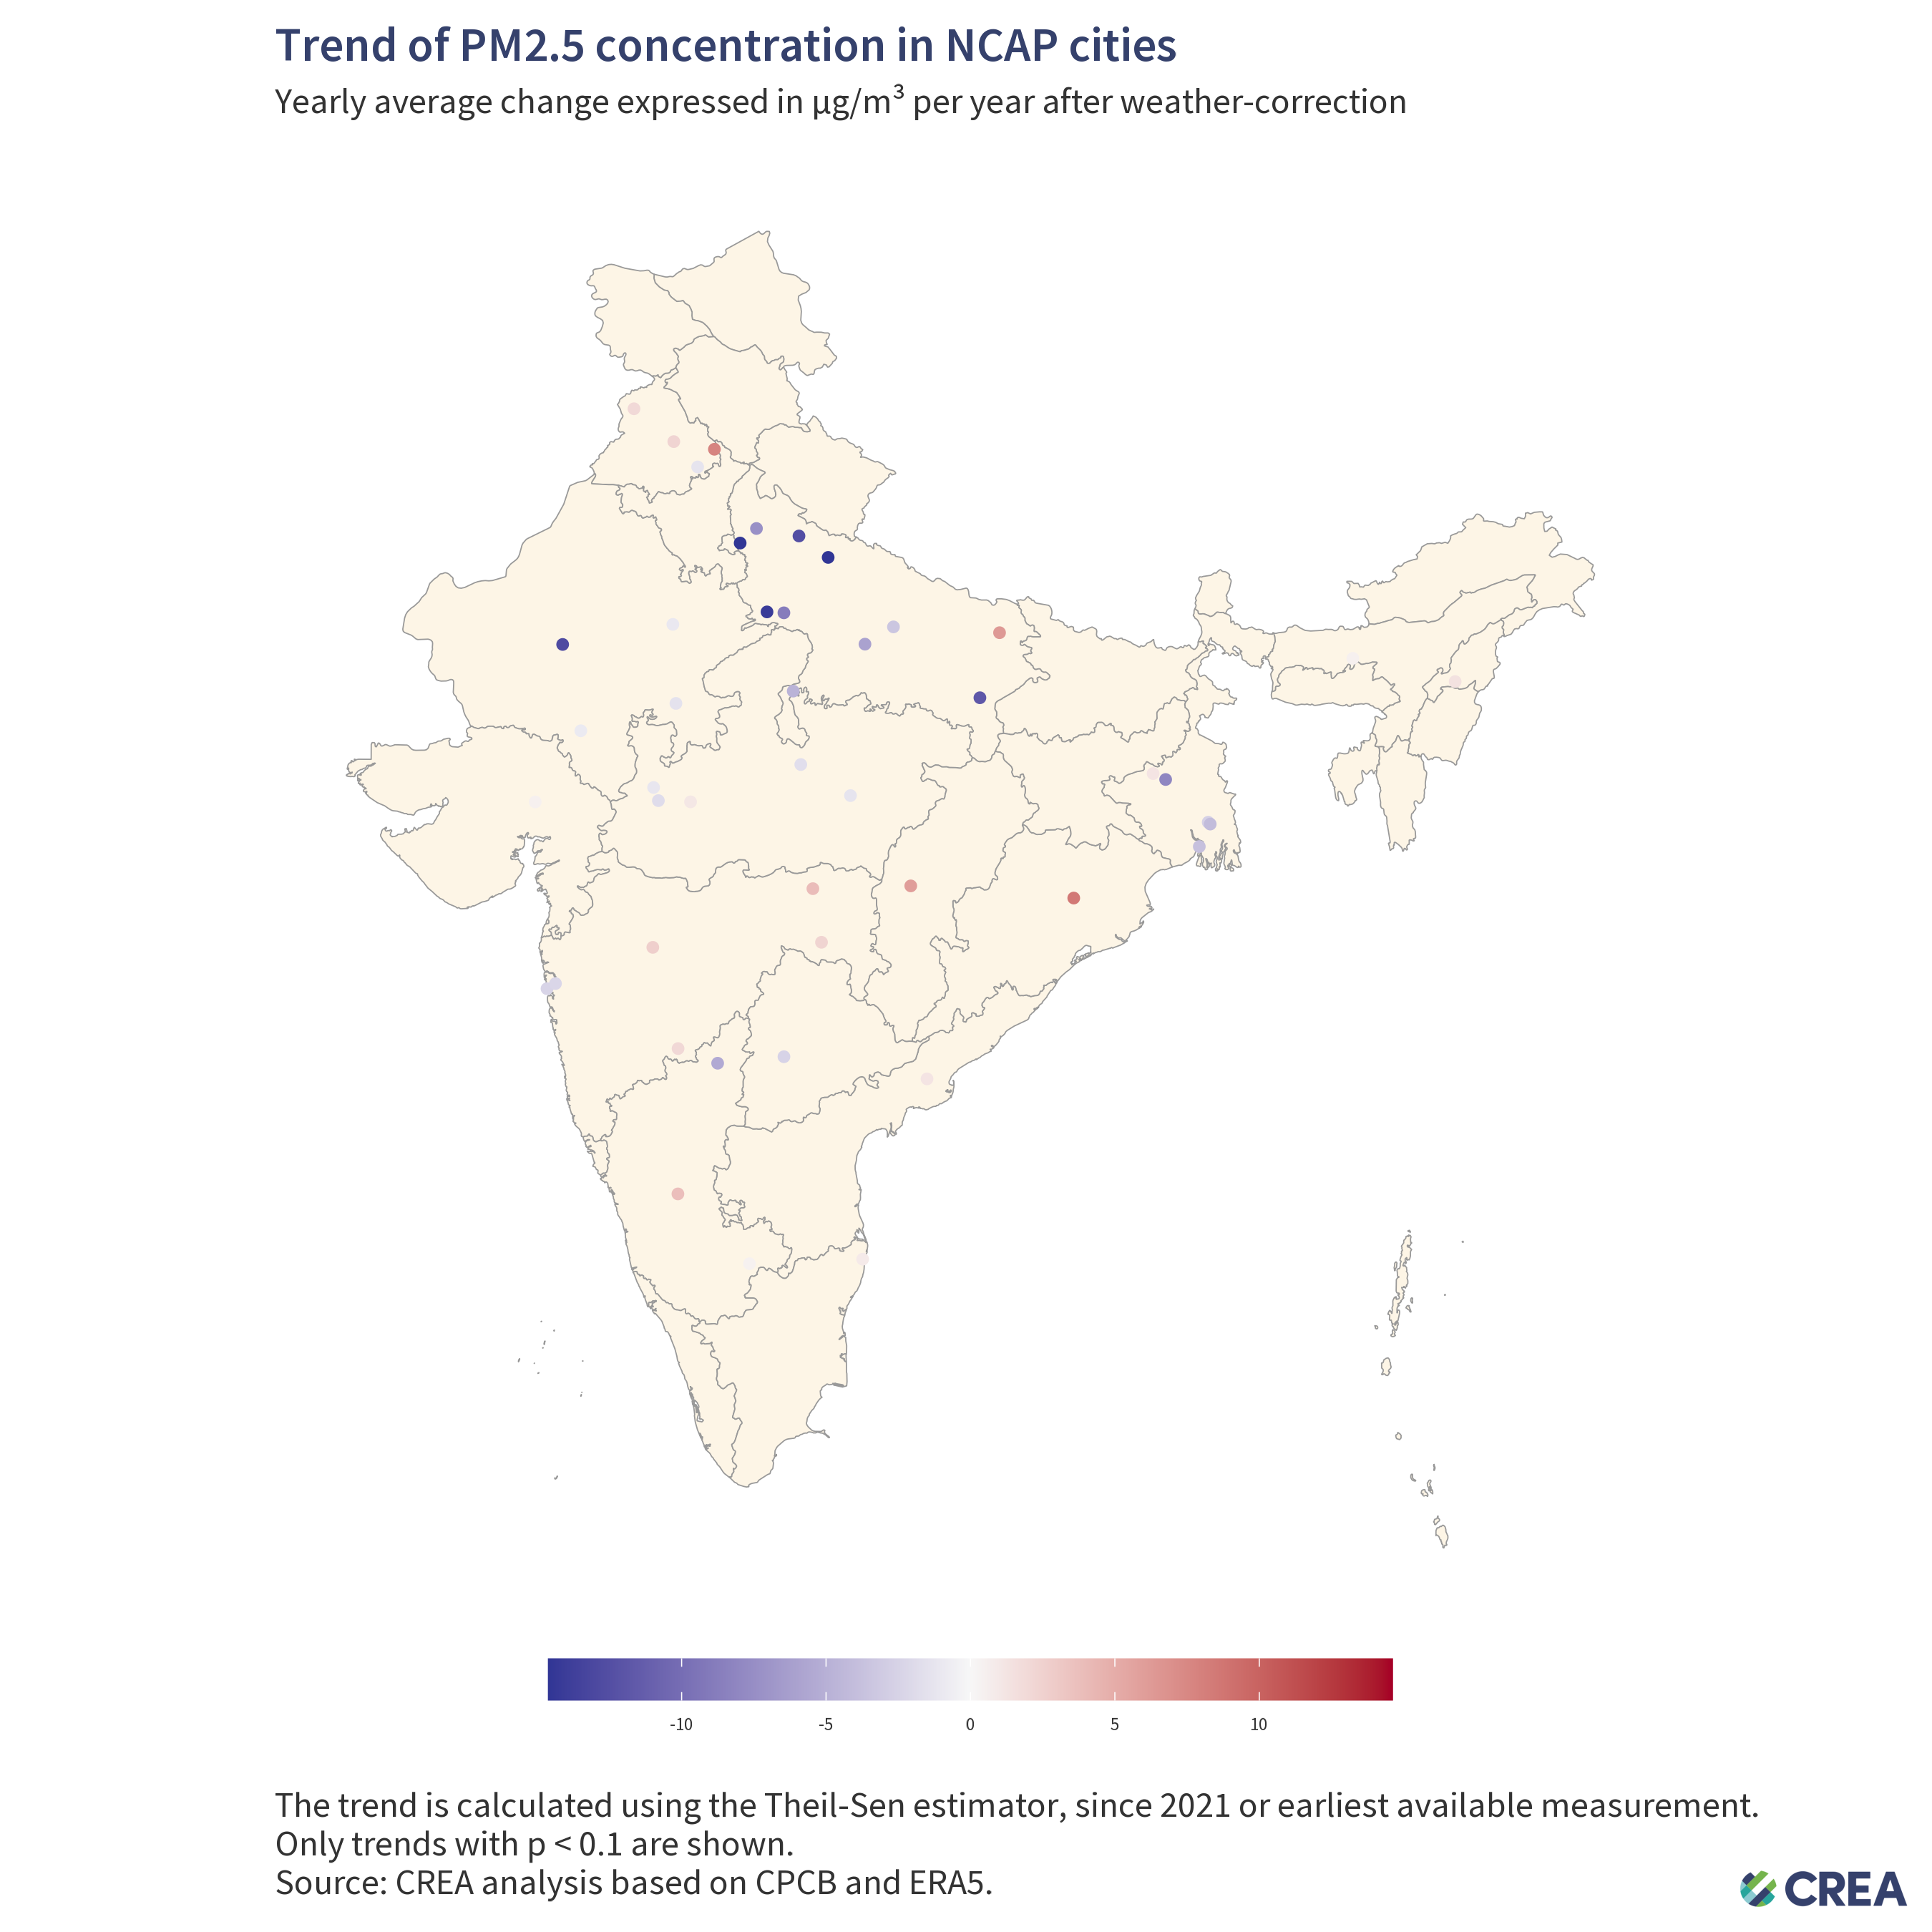 Trend of PM2.5 concentration in NCAP cities
Yearly average change expressed in µg/m³ per year after weather-correction
-10 -5 0 5 10
The trend is calculated using the Theil-Sen estimator, since 2021 or earliest available measurement.
Only trends with p < 0.1 are shown.
Source: CREA analysis based on CPCB and ERA5.
CREA